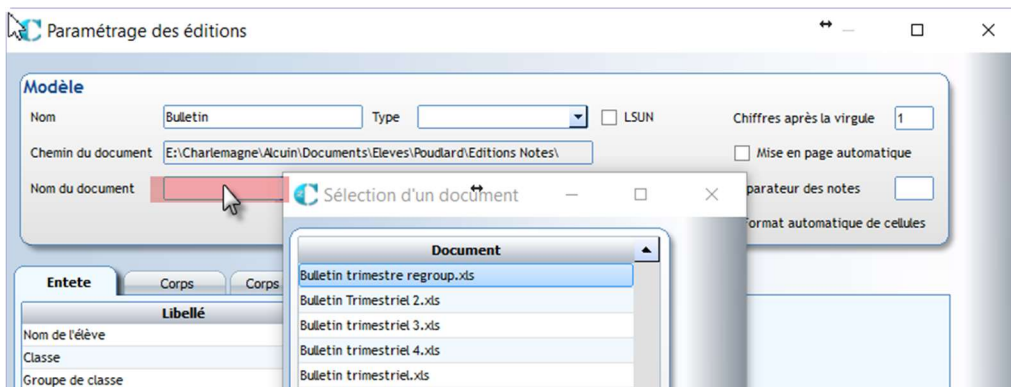 Paramétrage des éditions
Modèle
Nom Bulletin Type LSUN Chiffres après la virgule 1
Chemin du document E:\Charlemagne\Alcuin\Documents\Eleves\Poudlard\Editions Notes\ Mise en page automatique
Nom du document parateur des notes
Sélection d'un document
ormat automatique de cellules
Document
Entete Corps Corps
Bulletin trimestre regroup.xls
Libellé
Bulletin Trimestriel 2.xls
Nom de l'élève
Bulletin trimestriel 3.xls
Classe
Bulletin trimestriel 4.xls
Groupe de classe
Bulletin trimestriel.xls